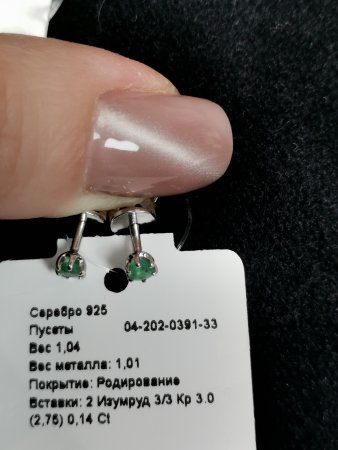 Серебро 925
Пусеты 04-202-0391-33
Вес 1,04
Вес металла: 1,01
Покрытие: Родирование
Вставки: 2 Изумруд 3/3 Кр 3.0
(2,75) 0,14 Ct